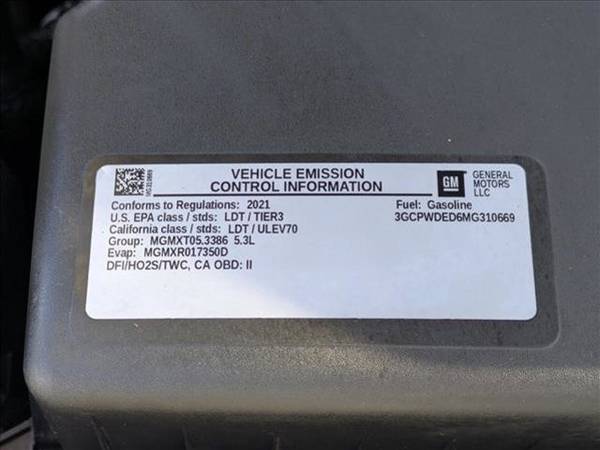 VEHICLE EMISSION
CONTROL INFORMATION
GM
GENERAL
MOTORS
LLC
MG310669
Conforms to Regulations: 2021
Fuel: Gasoline
U.S. EPA class / stds: LDT / TIER3
3GCPWDED6MG310669
California class / stds: LDT / ULEV70
Group: MGMXT05.3386 5.3L
Evap: MGMXR017350D
DFI/HO2S/TWC, CA OBD: II